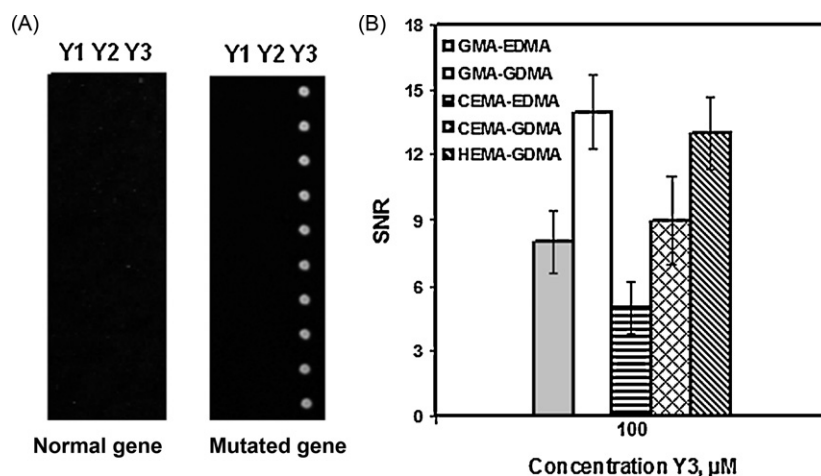 (A)
Y1 Y2 Y3
Y1 Y2 Y3
Normal gene
Mutated gene
(B)
SNR
18
15
12
9
6
3
0
GMA-EDMA
GMA-GDMA
CEMA-EDMA
CEMA-GDMA
HEMA-GDMA
100
Concentration Y3, µM